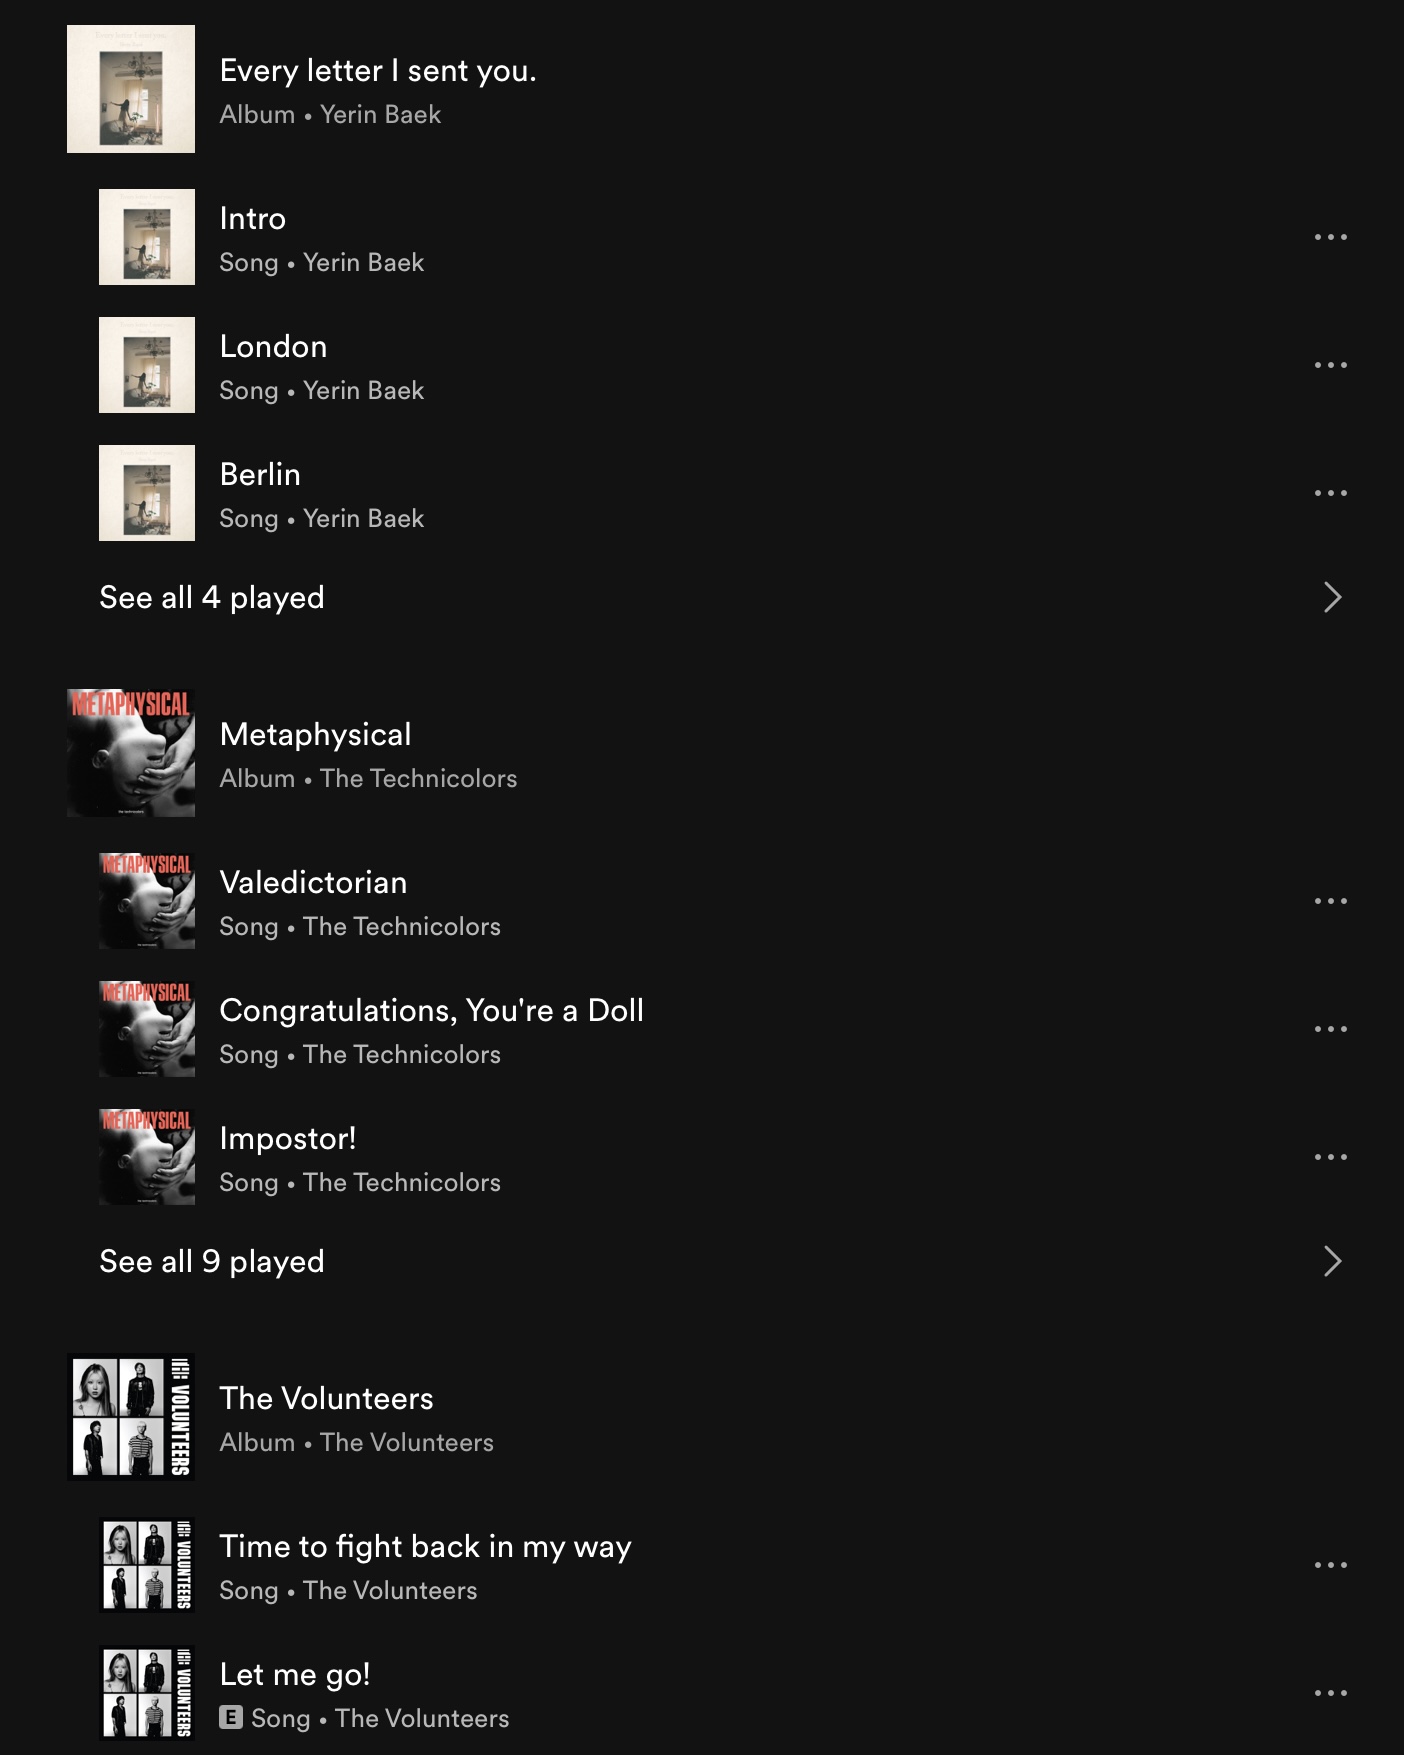 Every letter I sent you.
Album • Yerin Baek
Intro
Song • Yerin Baek
London
Song • Yerin Baek
Berlin
Song • Yerin Baek
See all 4 played
METAPHYSICAL
Metaphysical
Album • The Technicolors
METAPHYSICAL
Valedictorian
Song • The Technicolors
METAPHYSICAL
Congratulations, You're a Doll
Song • The Technicolors
METAPHYSICAL
Impostor!
Song • The Technicolors
See all 9 played
VOLUNTEERS
The Volunteers
Album • The Volunteers
VOLUNTEERS
Time to fight back in my way
Song • The Volunteers
VOLUNTEERS
Let me go!
E Song • The Volunteers